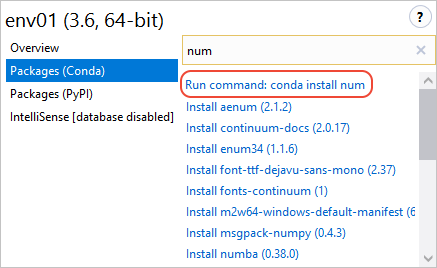 env01 (3.6, 64-bit)
?
Overview
Packages (Conda)
Packages (PyPI)
IntelliSense [database disabled]
num
Run command: conda install num
Install aenum (2.1.2)
Install continuum-docs (2.0.17)
Install enum34 (1.1.6)
Install font-ttf-dejavu-sans-mono (2.37)
Install fonts-continuum (1)
Install m2w64-windows-default-manifest (6
Install msgpack-numpy (0.4.3)
Install numba (0.38.0)